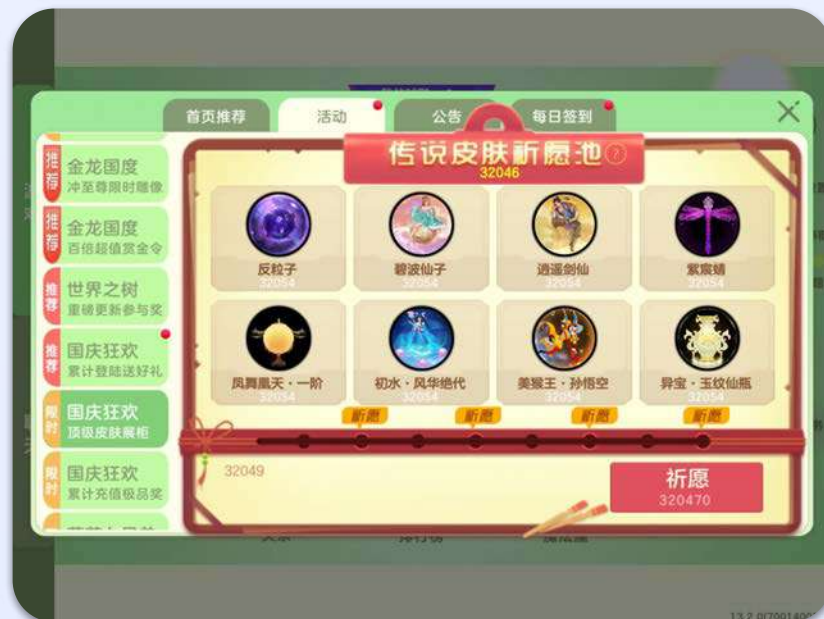 首页推荐
活动
公告
每日签到
传说皮肤祈愿池?
32046
推荐
金龙国度
冲至尊限时雕像
推荐
金龙国度
百倍超值赏金令
推荐
世界之树
重磅更新参与奖
推荐
国庆狂欢
累计登陆送好礼
限时
国庆狂欢
顶级皮肤展柜
限时
国庆狂欢
累计充值极品奖
反粒子
32054
碧波仙子
32054
逍遥剑仙
32054
紫宸蜻
32054
凤舞凰天·一阶
32054
初水·风华绝代
32054
美猴王·孙悟空
32054
异宝·玉纹仙瓶
32054
祈愿
祈愿
祈愿
祈愿
32049
祈愿
320470